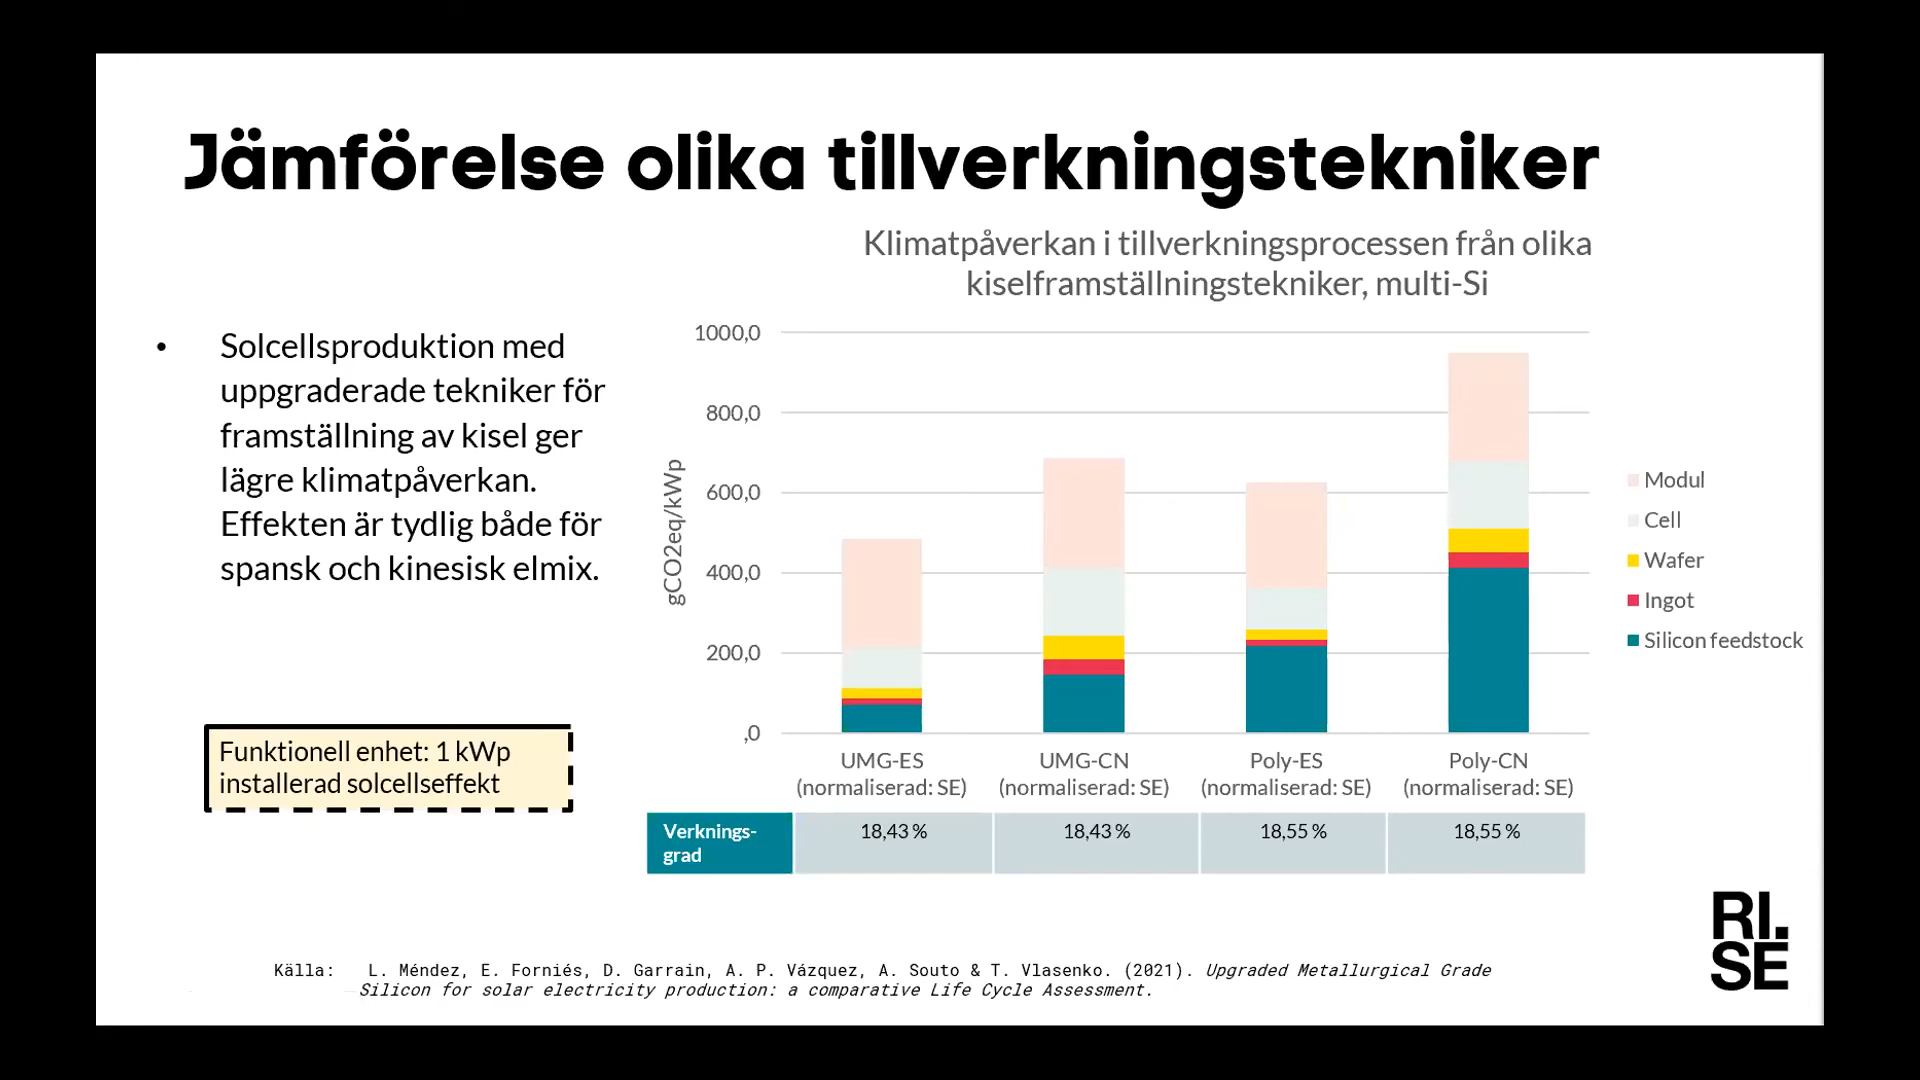 Jämförelse olika tillverkningstekniker
Klimatpåverkan i tillverkningsprocessen från olika
kiselframställningstekniker, multi-Si
• Solcellsproduktion med
uppgraderade tekniker för
framställning av kisel ger
lägre klimatpåverkan.
Effekten är tydlig både för
spansk och kinesisk elmix.
Funktionell enhet: 1 kWp
installerad solcellseffekt
gCO2eq/kWp
1000,0
800,0
600,0
400,0
200,0
,0
UMG-ES
(normaliserad: SE)
UMG-CN
(normaliserad: SE)
Poly-ES
(normaliserad: SE)
Poly-CN
(normaliserad: SE)
Modul
Cell
Wafer
Ingot
Silicon feedstock
Verknings-
grad
18,43 %
18,43 %
18,55 %
18,55 %
RI.
SE
Källa: L. Méndez, E. Forniés, D. Garrain, A. P. Vázquez, A. Souto & T. Vlasenko. (2021). Upgraded Metallurgical Grade
Silicon for solar electricity production: a comparative Life Cycle Assessment.